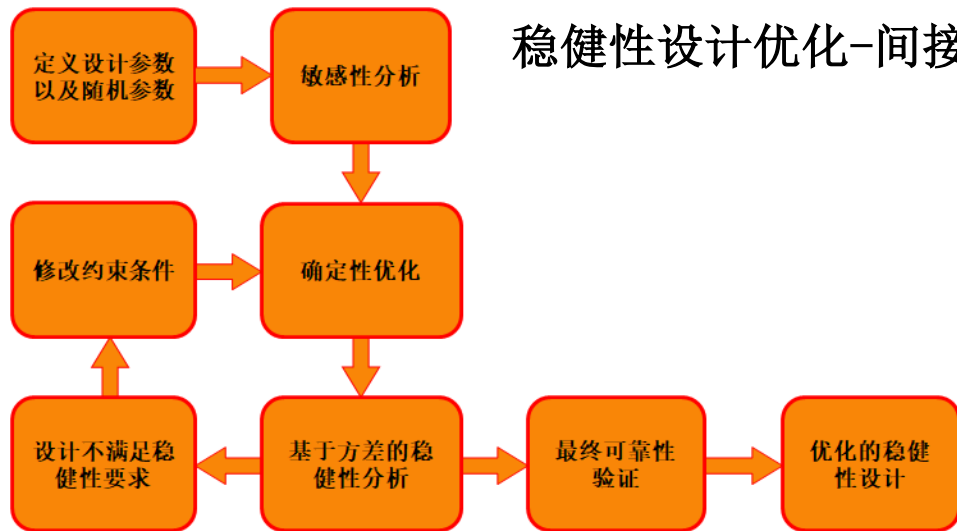 稳健性设计优化-间接
定义设计参数
以及随机参数
敏感性分析
修改约束条件
确定性优化
设计不满足稳
健性要求
基于方差的稳
健性分析
最终可靠性
验证
优化的稳健
性设计